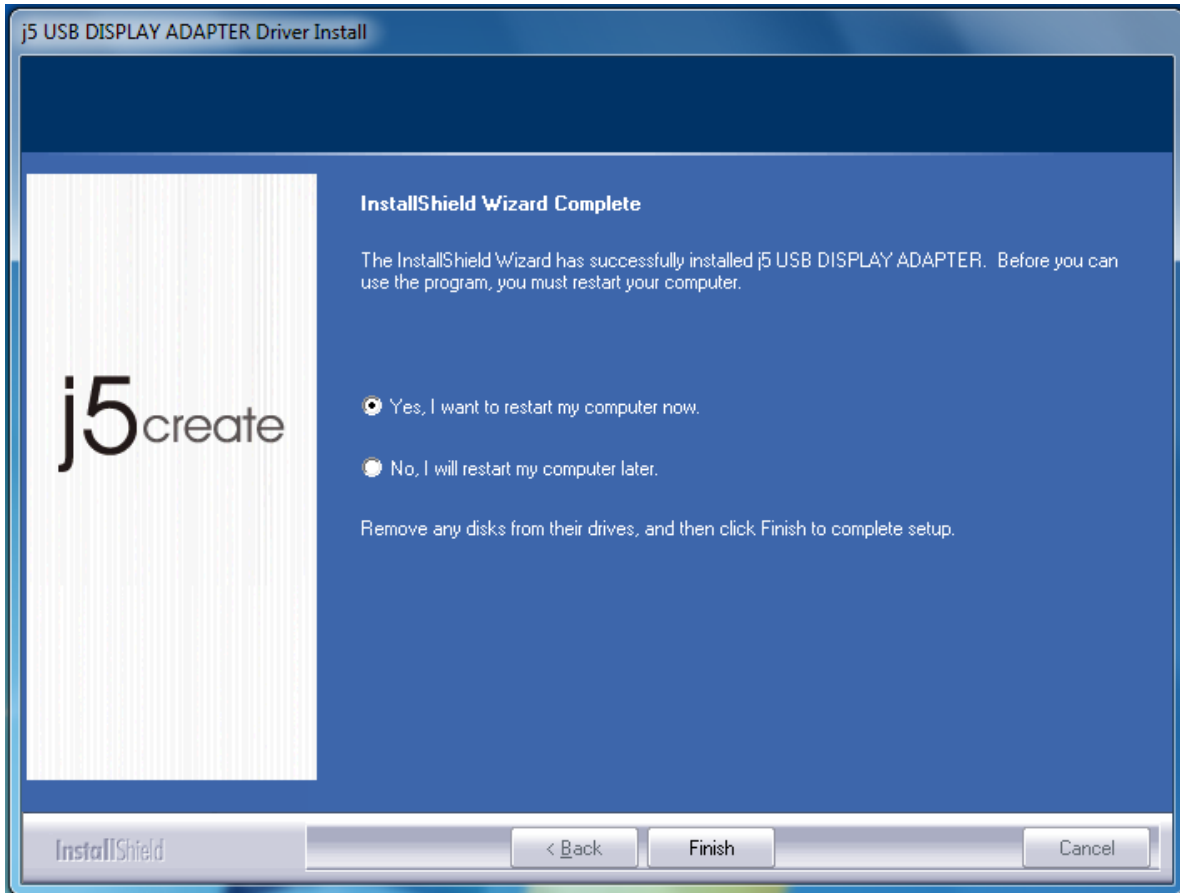 j5 USB DISPLAY ADAPTER Driver Install
InstallShield Wizard Complete
The InstallShield Wizard has successfully installed j5 USB DISPLAY ADAPTER.  Before you can
use the program, you must restart your computer.
j5create
Yes, I want to restart my computer now.
No, I will restart my computer later.
Remove any disks from their drives, and then click Finish to complete setup.
InstallShield
< Back
Finish
Cancel